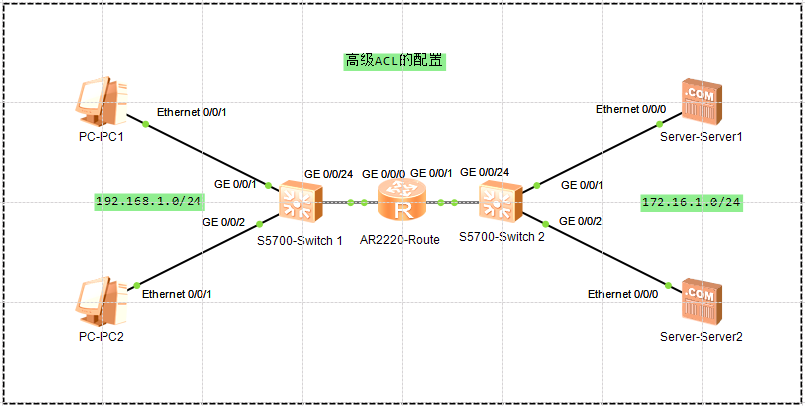 高级ACL的配置
.COM
Ethernet 0/0/1
Ethernet 0/0/0
PC-PC1
Server-Server1
GE 0/0/24
GE 0/0/0
GE 0/0/1
GE 0/0/24
GE 0/0/1
GE 0/0/1
192.168.1.0/24
172.16.1.0/24
R
GE 0/0/2
GE 0/0/2
S5700-Switch 1
AR2220-Route
S5700-Switch 2
Ethernet 0/0/1
Ethernet 0/0/0
.COM
PC-PC2
Server-Server2